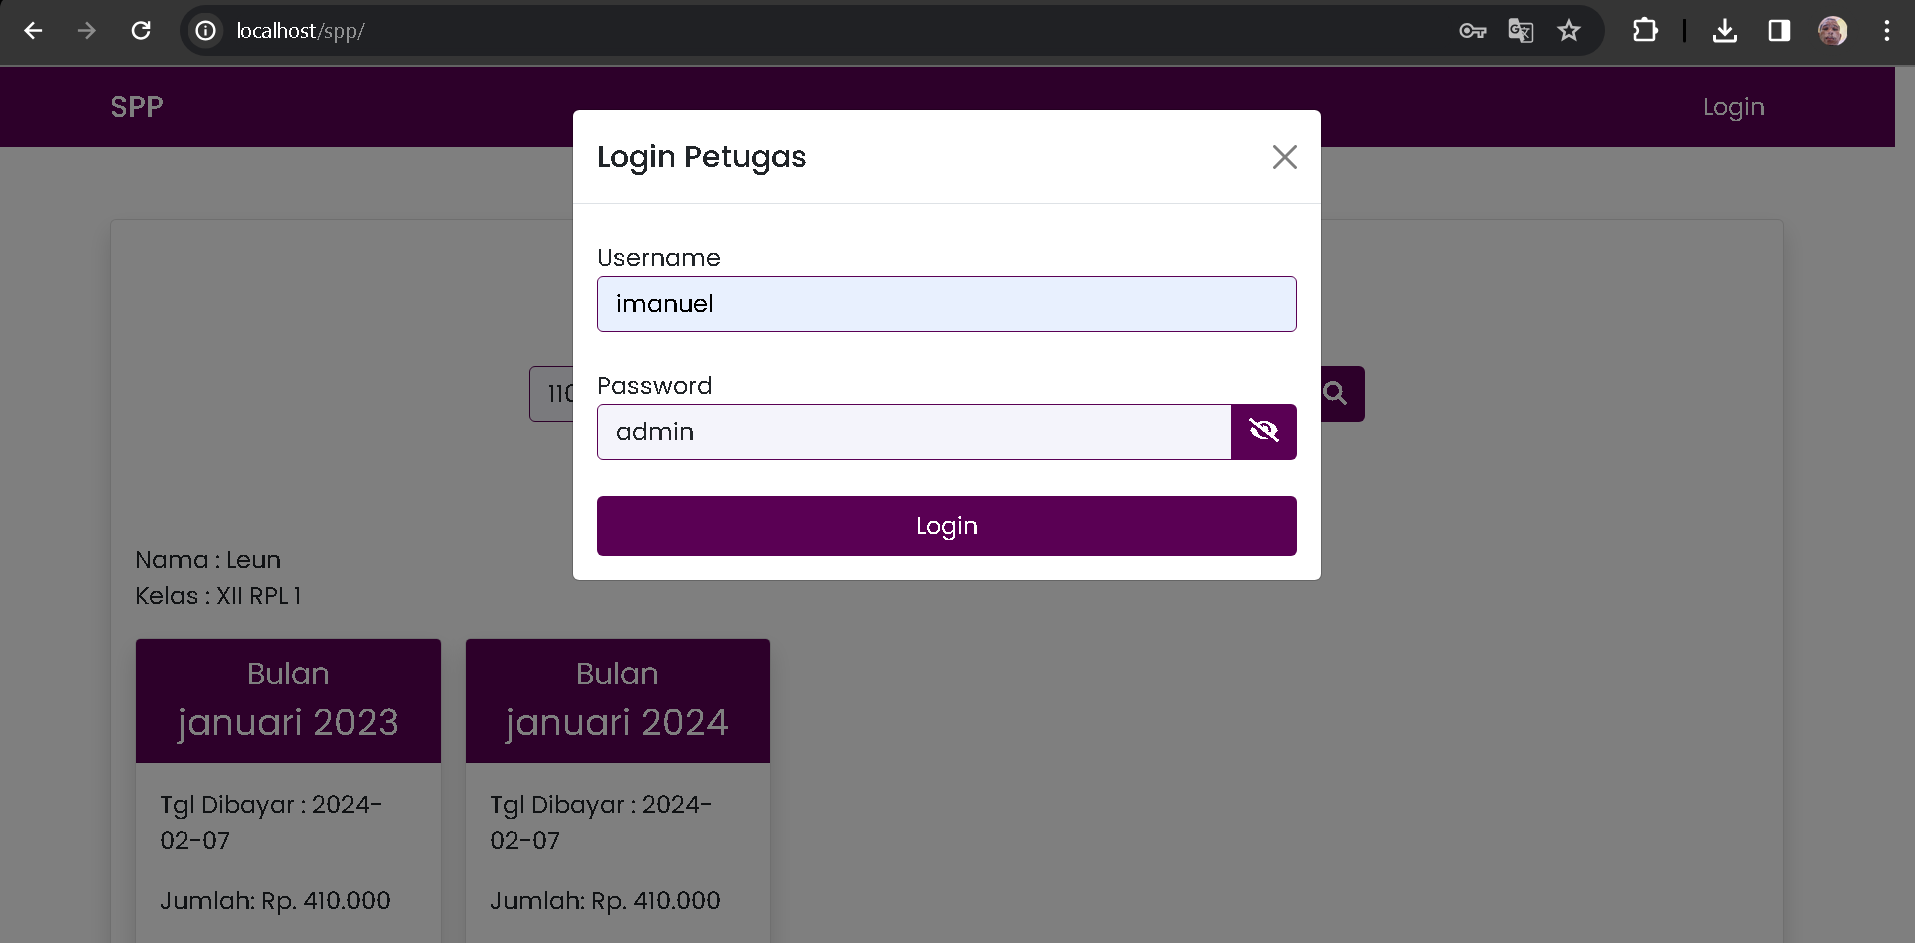 localhost/spp/
SPP
Login
Login Petugas
Username
imanuel
Password
admin
Login
Nama : Leun
Kelas : XII RPL 1
Bulan
januari 2023
Tgl Dibayar : 2024-
02-07
Jumlah: Rp. 410.000
Bulan
januari 2024
Tgl Dibayar : 2024-
02-07
Jumlah: Rp. 410.000